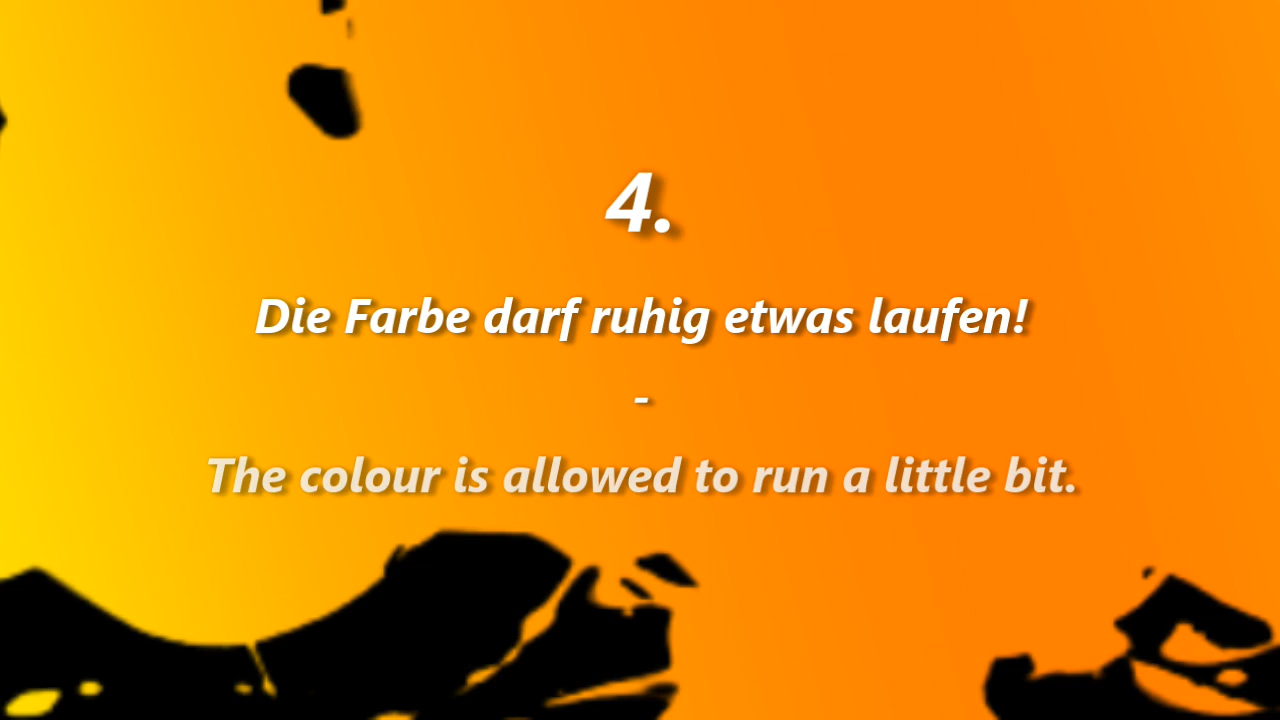 4.
Die Farbe darf ruhig etwas laufen!
-
The colour is allowed to run a little bit.